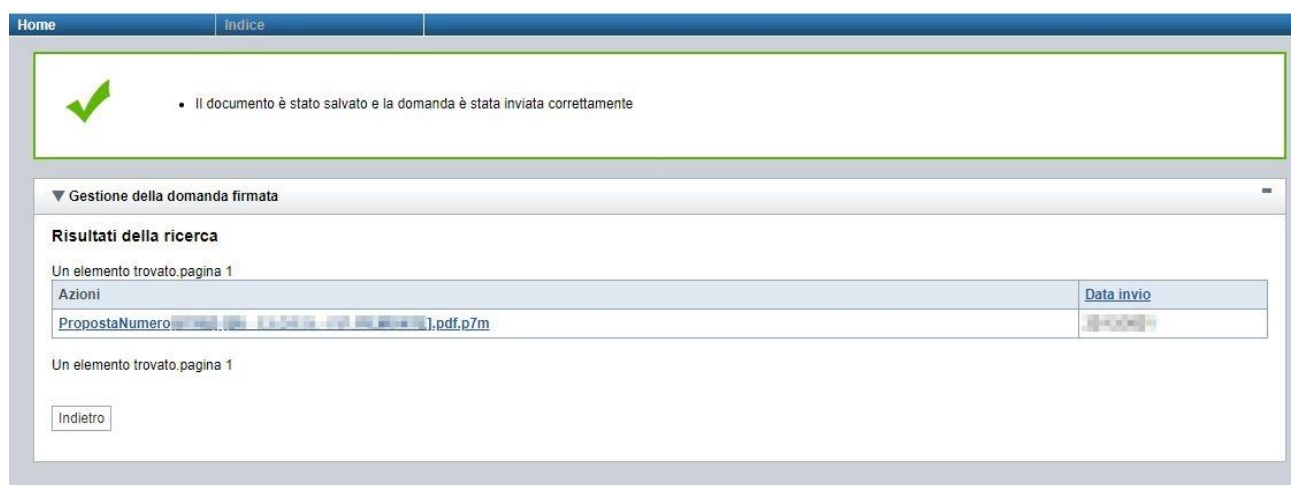 Home Indice
Il documento è stato salvato e la domanda è stata inviata correttamente
Gestione della domanda firmata
Risultati della ricerca
Un elemento trovato.pagina 1
Azioni Data invio
PropostaNumero ].pdf.p7m
Un elemento trovato.pagina 1
Indietro